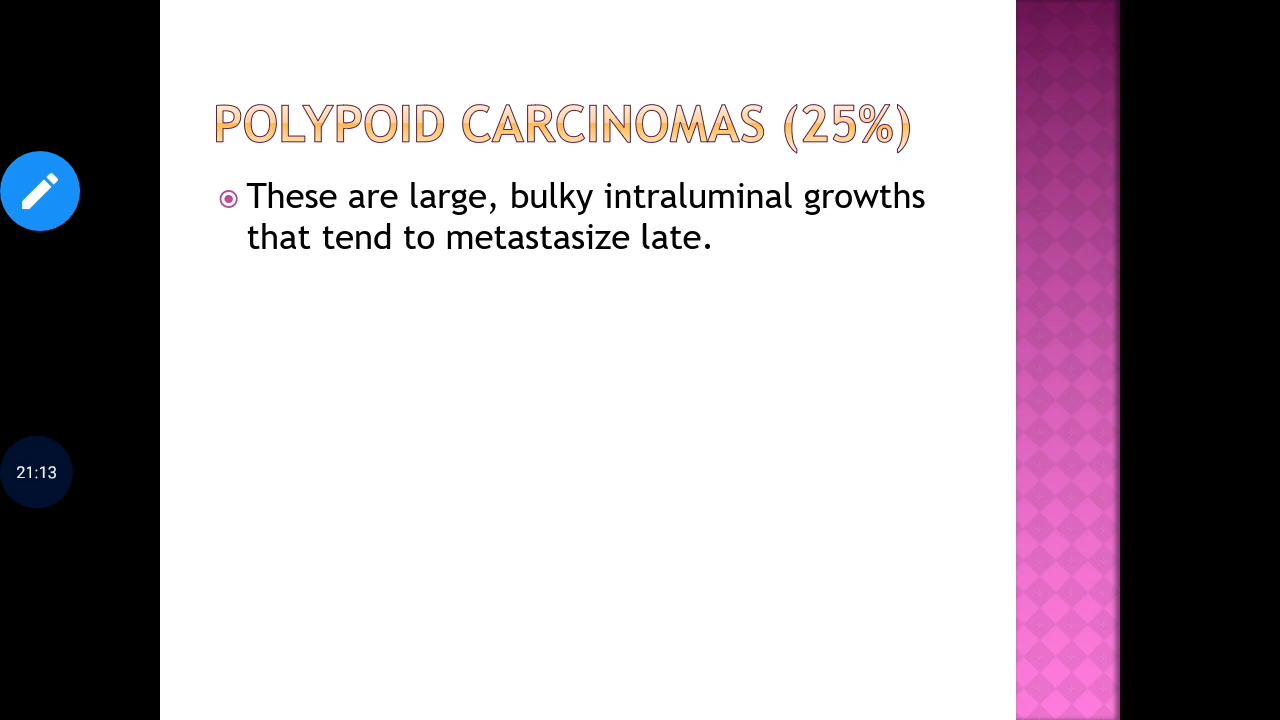 POLYPOID CARCINOMAS (25%)
These are large, bulky intraluminal growths
that tend to metastasize late.
21:13